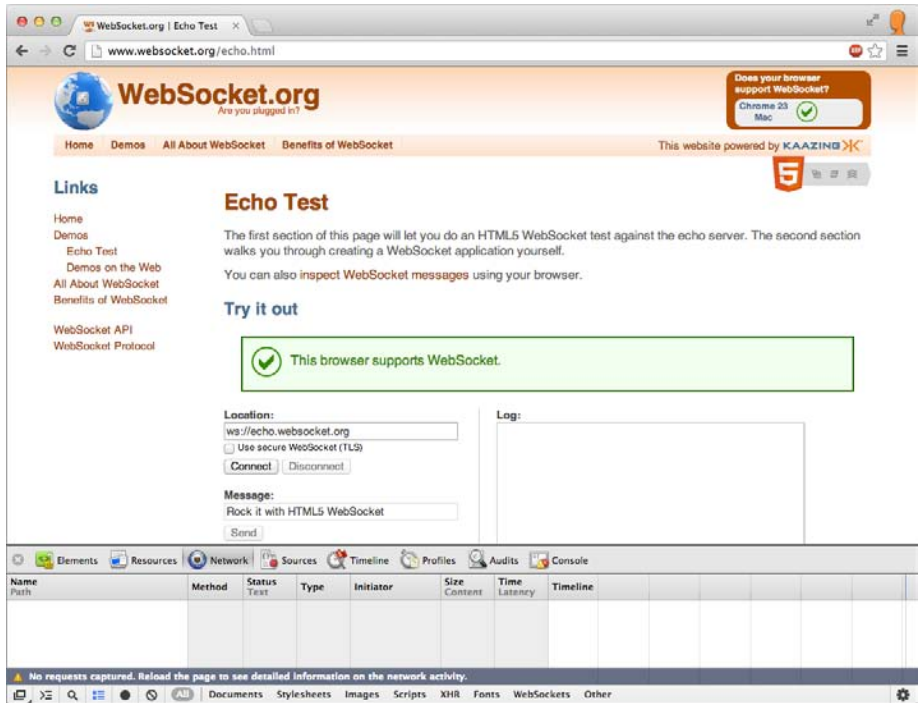 WebSocket.org | Echo Test
www.websocket.org/echo.html
WebSocket.org
Are you plugged in?
Does your browser
support WebSocket?
Chrome 23
Mac
Home Demos All About WebSocket Benefits of WebSocket
This website powered by KAAZING
5
Links
Home
Demos
Echo Test
Demos on the Web
All About WebSocket
Benefits of WebSocket
WebSocket API
WebSocket Protocol
Echo Test
The first section of this page will let you do an HTML5 WebSocket test against the echo server. The second section
walks you through creating a WebSocket application yourself.
You can also inspect WebSocket messages using your browser.
Try it out
This browser supports WebSocket.
Location:
ws://echo.websocket.org
Use secure WebSocket (TLS)
Connect Disconnect
Message:
Rock it with HTML5 WebSocket
Send
Log:
Elements Resources Network Sources Timeline Profiles Audits Console
Name Method Status Type Initiator Size Time Timeline
Path Text Content Latency
No requests captured. Reload the page to see detailed information on the network activity.
All Documents Stylesheets Images Scripts XHR Fonts WebSockets Other